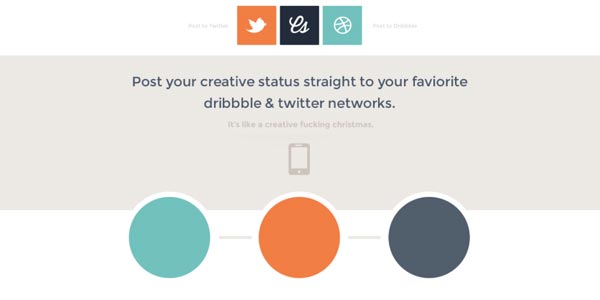 Post to Twitter
Cs
Post to Dribbble
Post your creative status straight to your faviorite
dribbble & twitter networks.
It's like a creative fucking christmas.